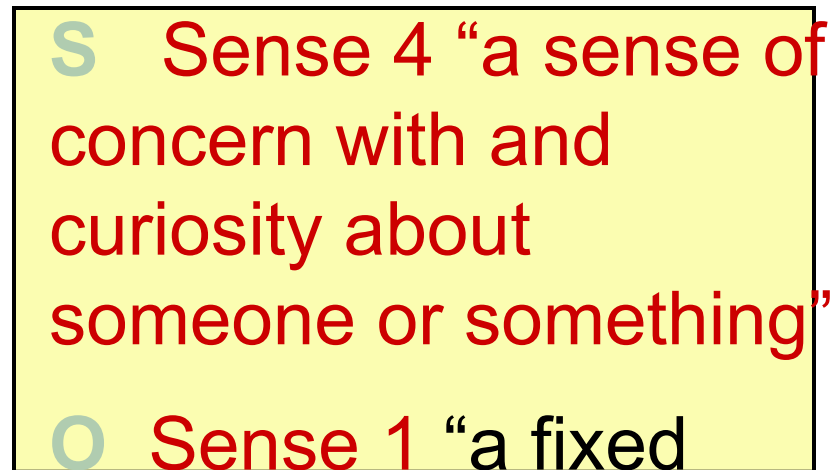 S Sense 4 “a sense of
concern with and
curiosity about
someone or something”
O Sense 1 “a fixed